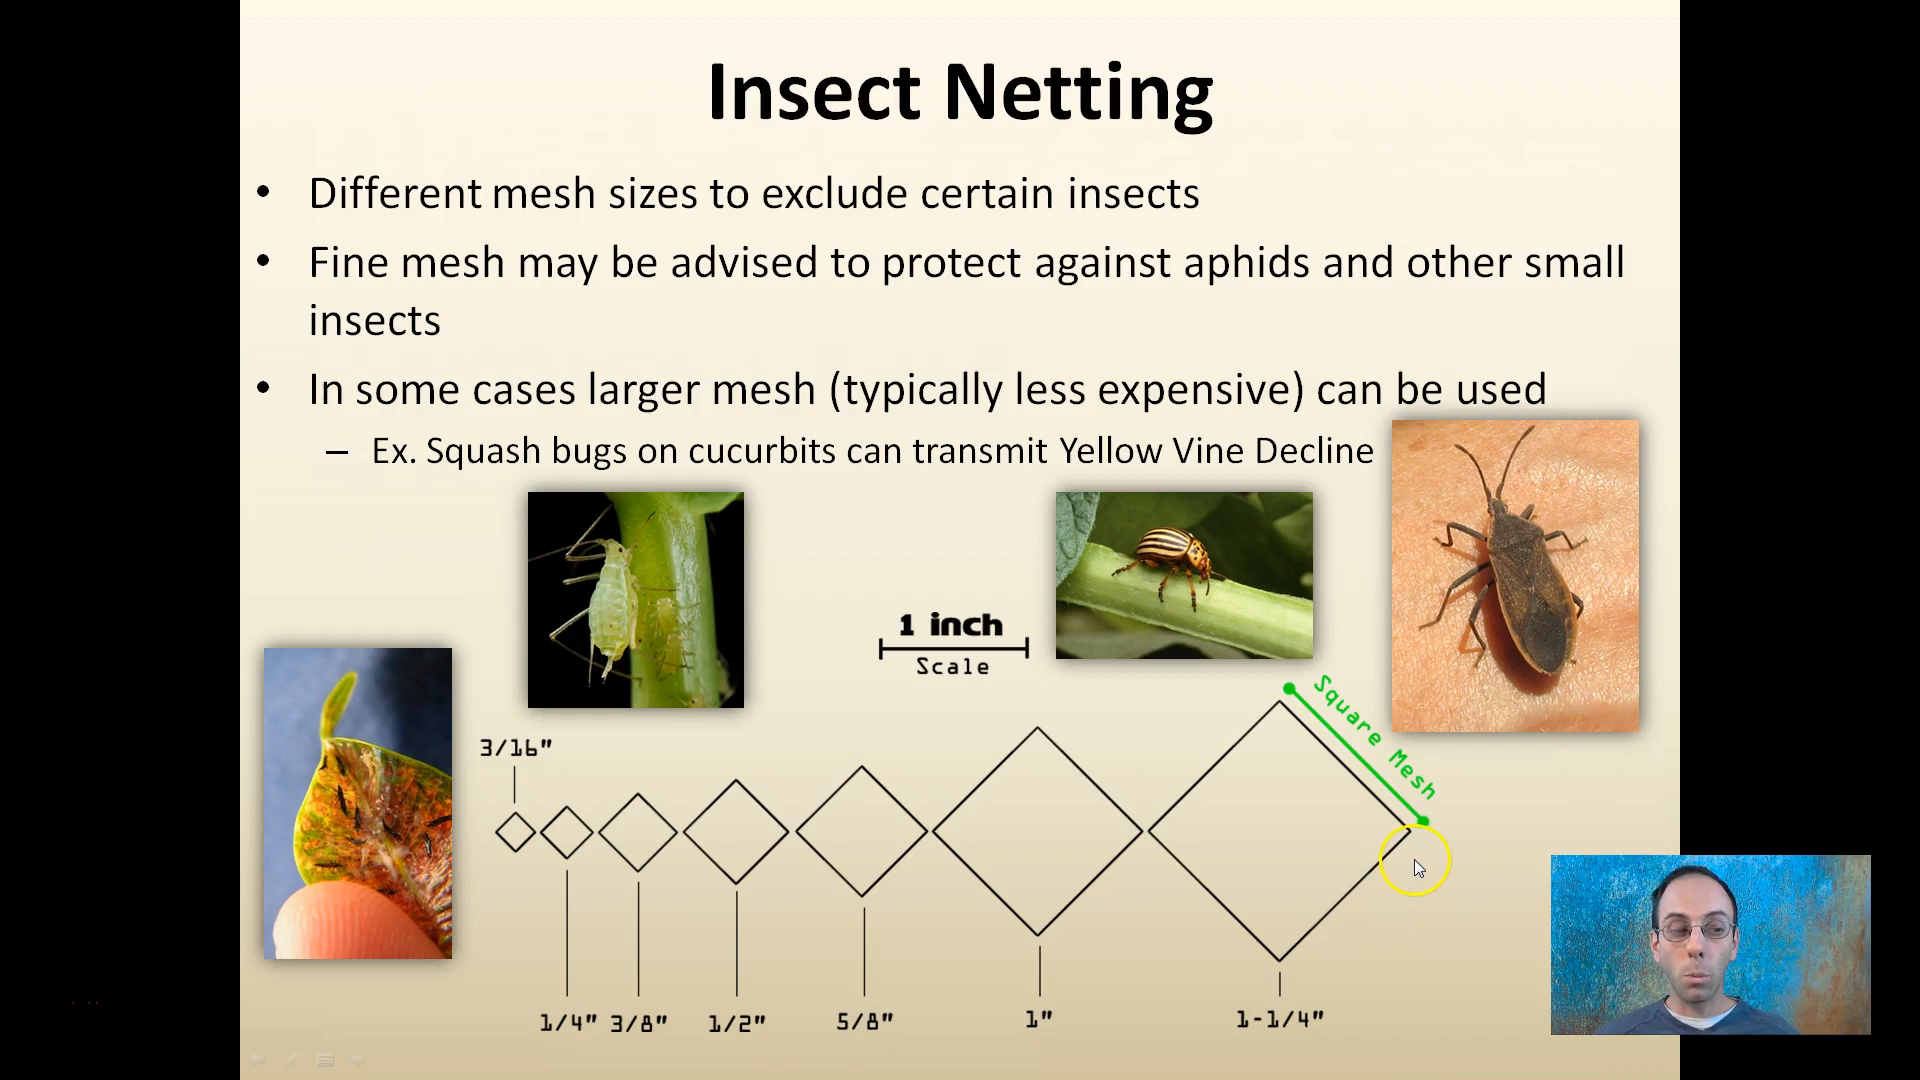 Insect Netting
• Different mesh sizes to exclude certain insects
• Fine mesh may be advised to protect against aphids and other small
insects
• In some cases larger mesh (typically less expensive) can be used
– Ex. Squash bugs on cucurbits can transmit Yellow Vine Decline
1 inch
Scale
Square Mesh
3/16"
1/4" 3/8" 1/2" 5/8" 1" 1-1/4"